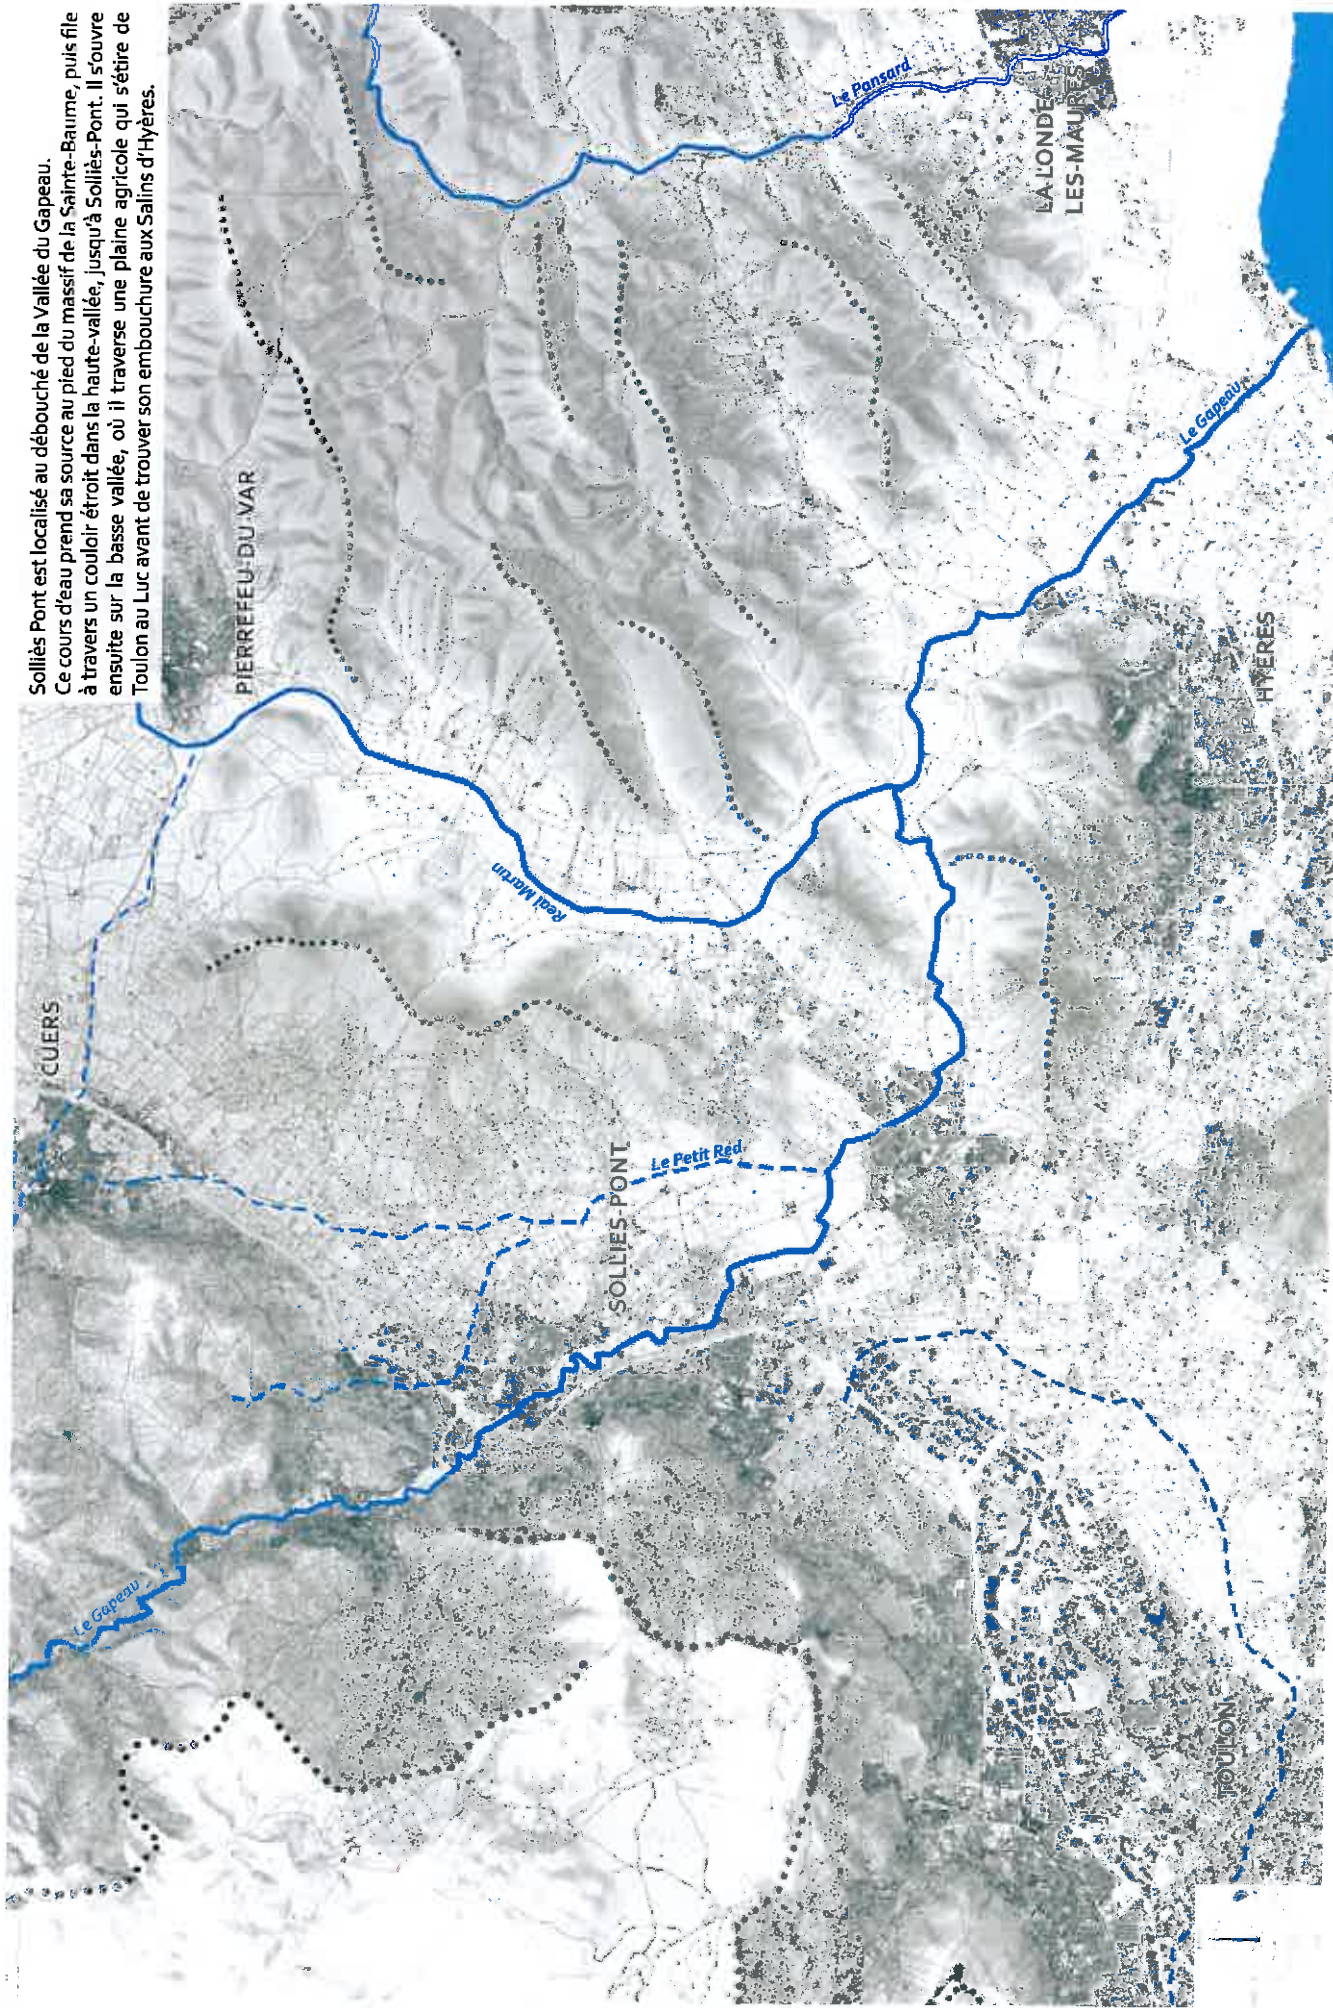 Solliès Pont est localisé au débouché de la Vallée du Gapeau.
Ce cours d'eau prend sa source au pied du massif de la Sainte-Baume, puis file
à travers un couloir étroit dans la haute-vallée, jusqu'à Solliès-Pont. Il s'ouvre
ensuite sur la basse vallée, où il traverse une plaine agricole qui s'étire de
Toulon au Luc avant de trouver son embouchure aux Salins d'Hyères.
CUERS
PIERREFEU-DU-VAR
Le Gapeau
Real Martin
Le Pansard
SOLLIES-PONT
Le Petit Réd
LA LONDE
LES-MAURES
Le Gapeau
HYERES
TOULON